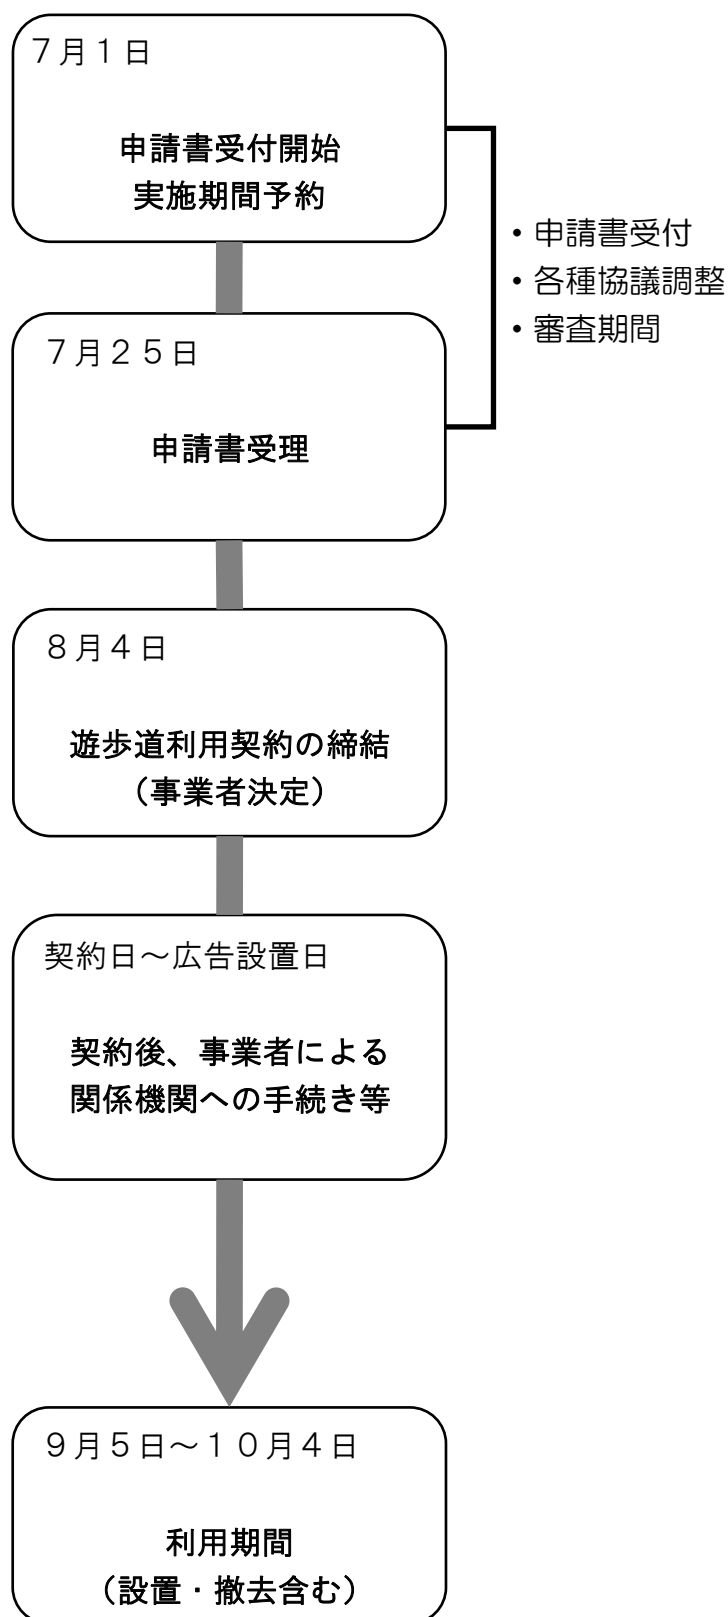 ７月１日
申請書受付開始
実施期間予約
・申請書受付
・各種協議調整
・審査期間
７月２５日
申請書受理
８月４日
遊歩道利用契約の締結
（事業者決定）
契約日～広告設置日
契約後、事業者による
関係機関への手続き等
９月５日～１０月４日
利用期間
（設置・撤去含む）